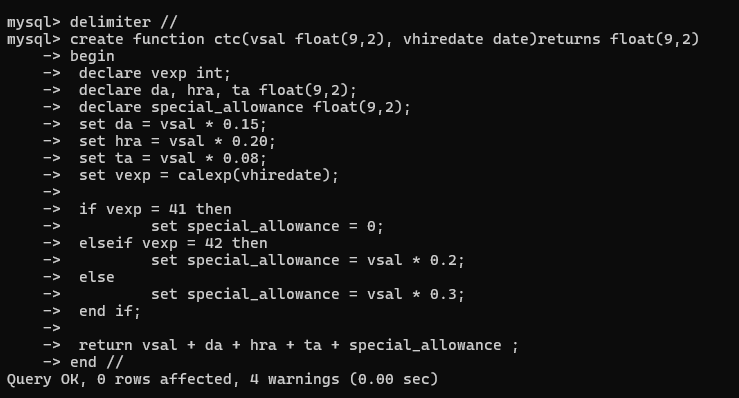 mysql> delimiter //
mysql> create function ctc(vsal float(9,2), vhiredate date)returns float(9,2)
    -> begin
    ->  declare vexp int;
    ->  declare da, hra, ta float(9,2);
    ->  declare special_allowance float(9,2);
    ->  set da = vsal * 0.15;
    ->  set hra = vsal * 0.20;
    ->  set ta = vsal * 0.08;
    ->  set vexp = calexp(vhiredate);
    ->
    ->  if vexp = 41 then
    ->          set special_allowance = 0;
    ->  elseif vexp = 42 then
    ->          set special_allowance = vsal * 0.2;
    ->  else
    ->          set special_allowance = vsal * 0.3;
    ->  end if;
    ->
    ->  return vsal + da + hra + ta + special_allowance ;
    -> end //
Query OK, 0 rows affected, 4 warnings (0.00 sec)